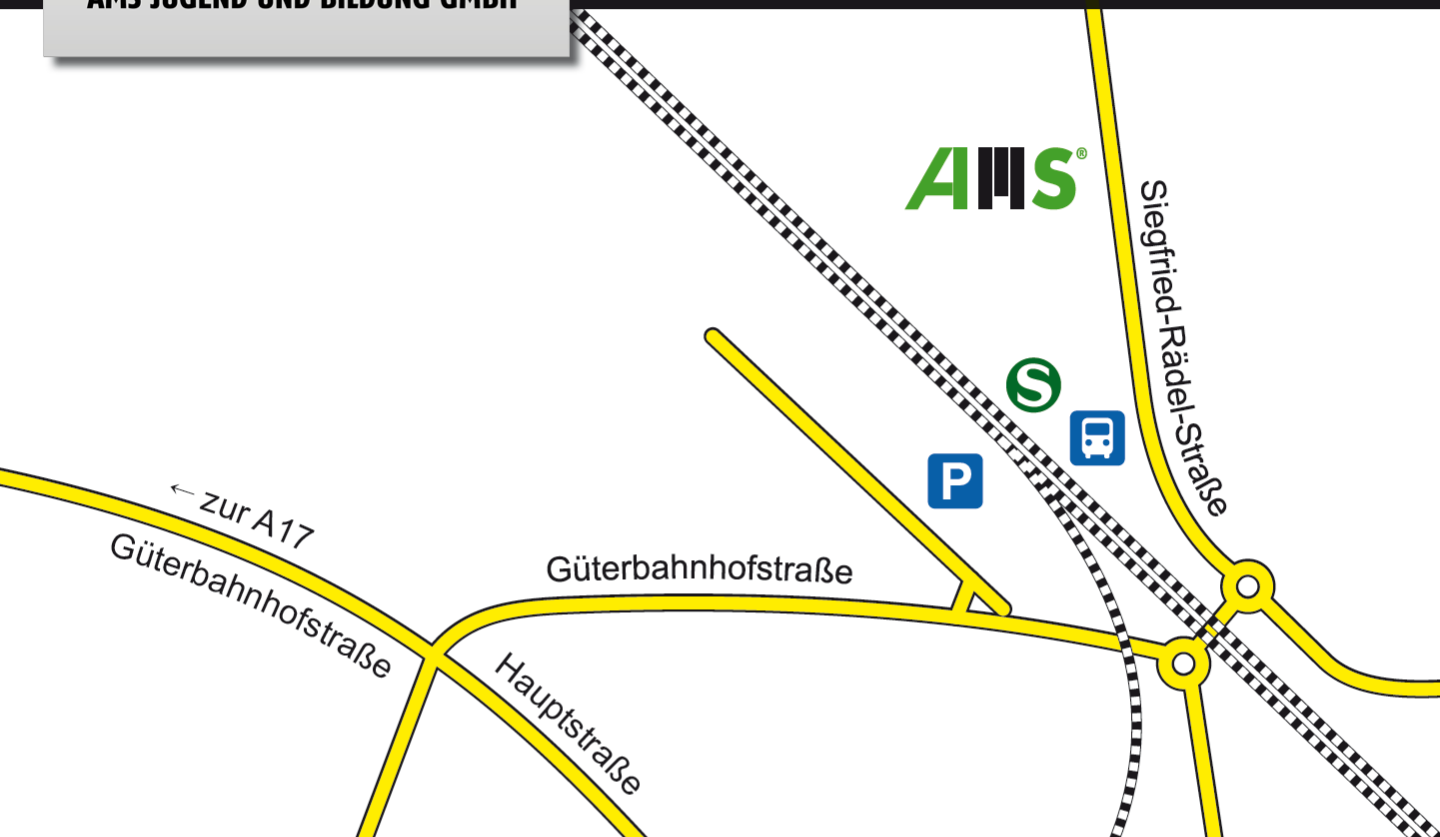 AMS JUGEND UND BILDUNG GMBH
AMS®
Siegfried-Rädel-Straße
S
P
← zur A17
Güterbahnhofstraße
Güterbahnhofstraße
Hauptstraße